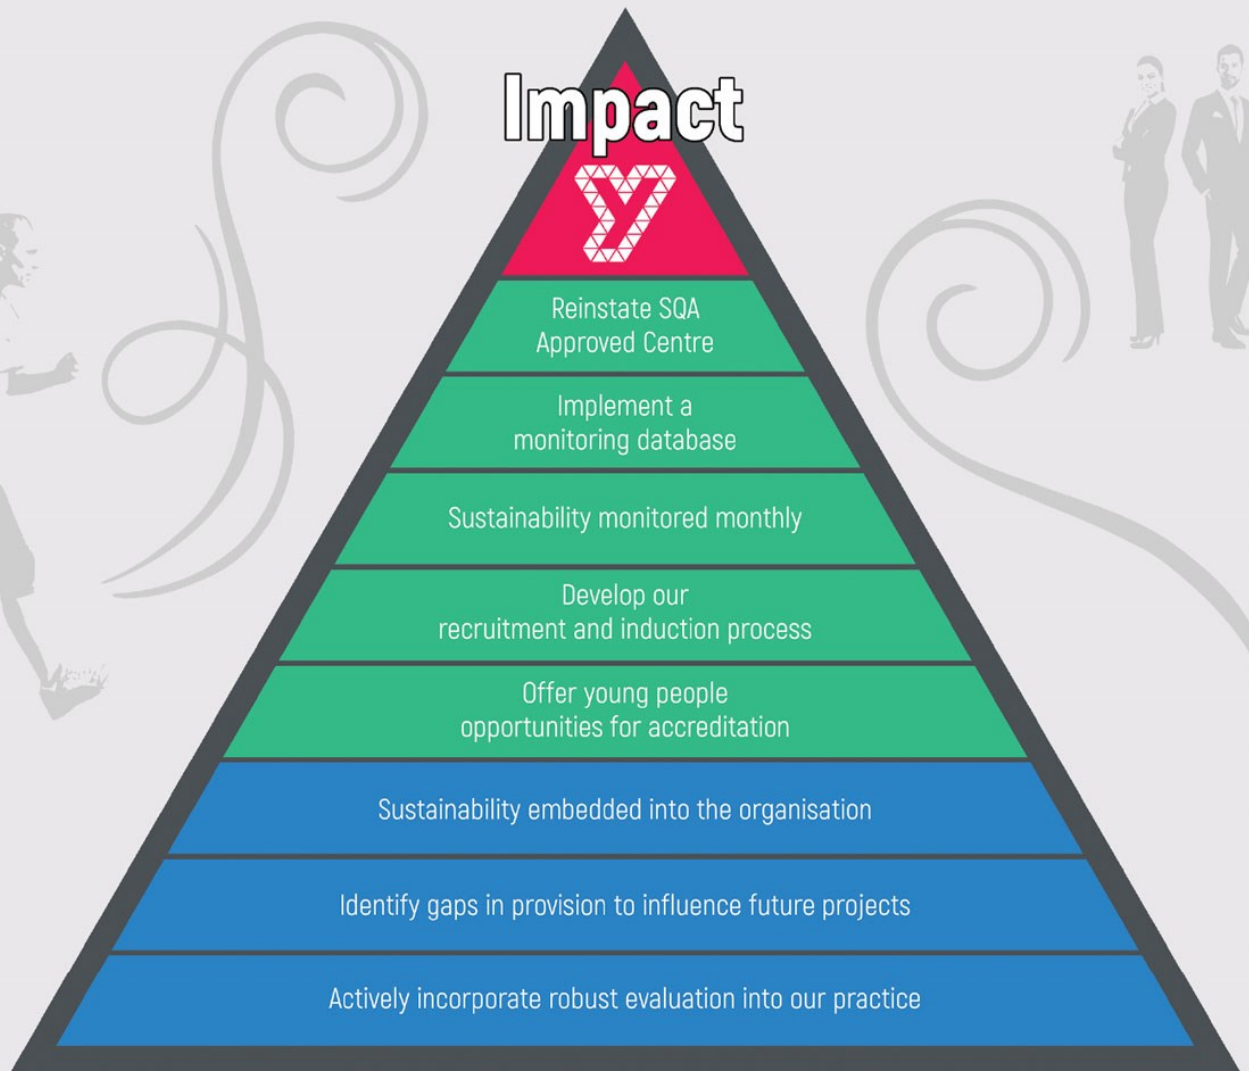 Impact
Y
Reinstate SQA
Approved Centre
Implement a
monitoring database
Sustainability monitored monthly
Develop our
recruitment and induction process
Offer young people
opportunities for accreditation
Sustainability embedded into the organisation
Identify gaps in provision to influence future projects
Actively incorporate robust evaluation into our practice